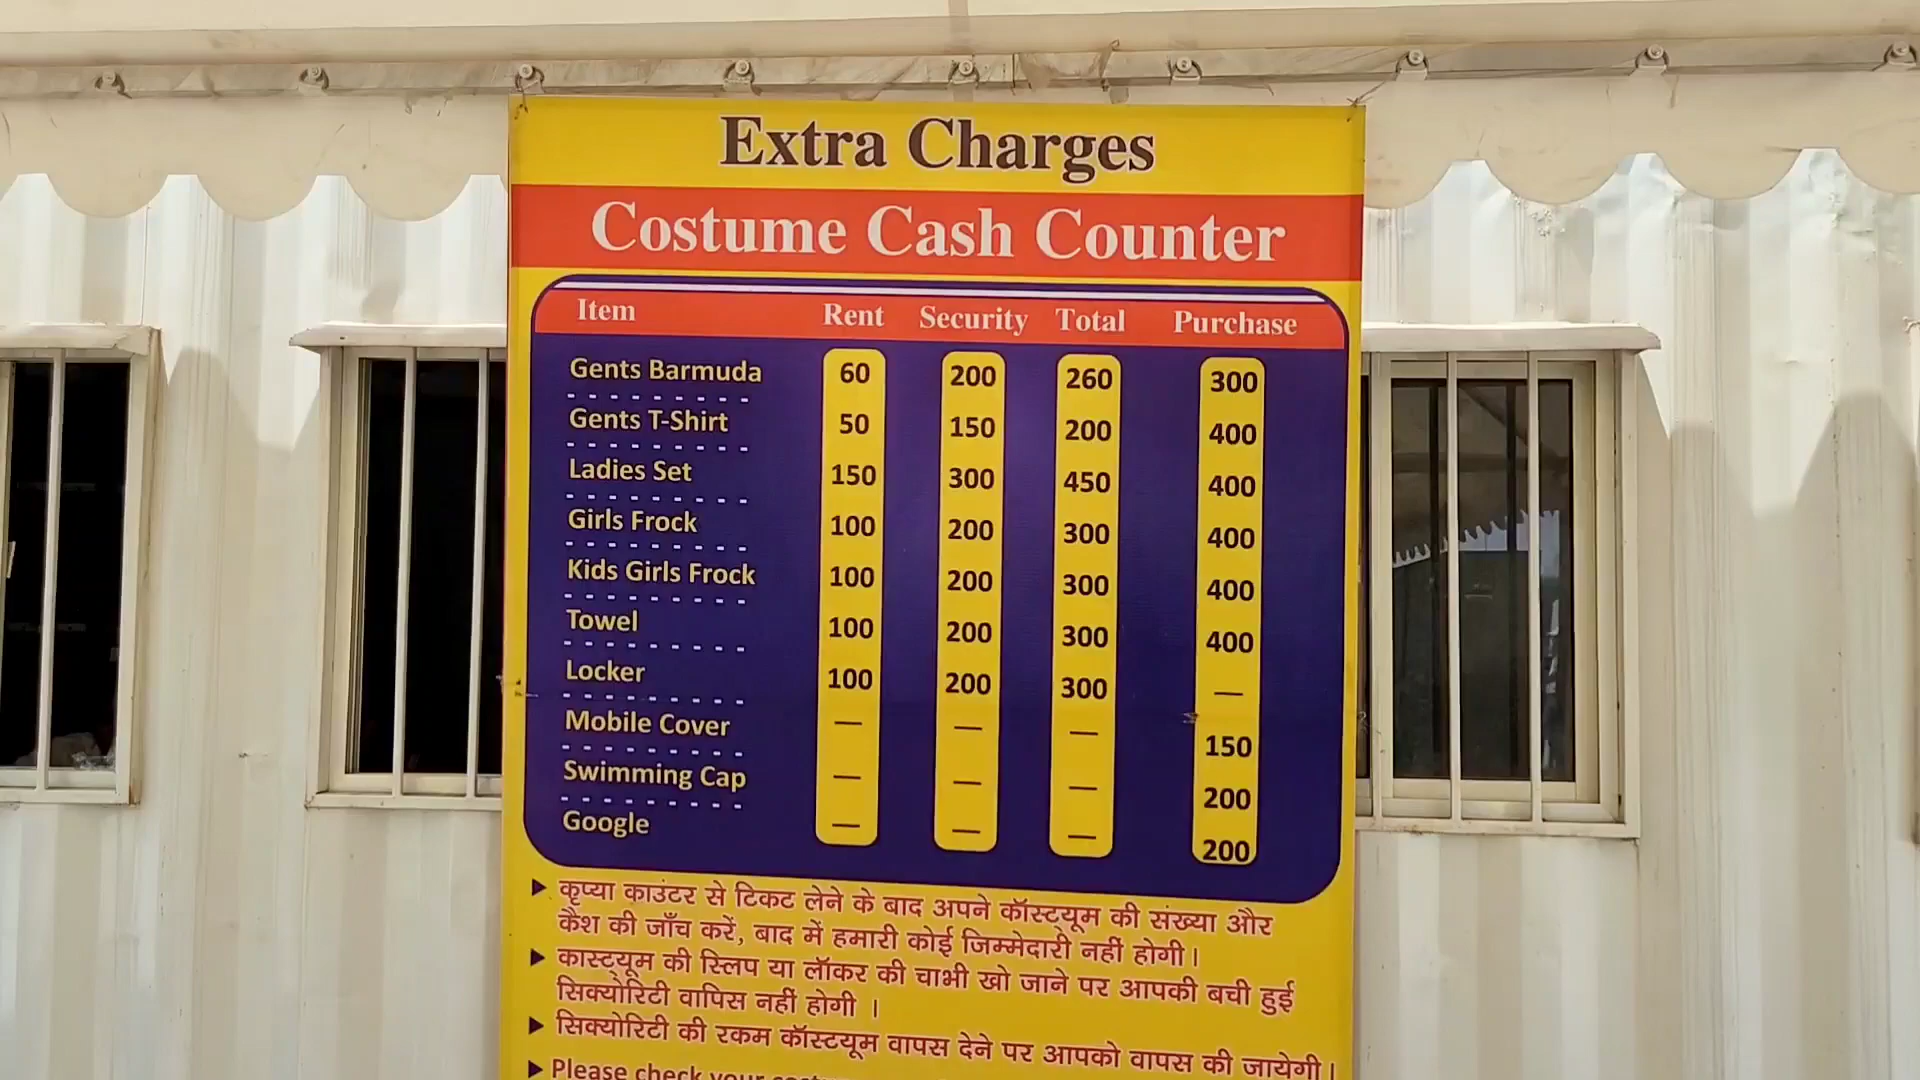 Extra Charges
Costume Cash Counter
Item Rent Security Total Purchase
Gents Barmuda 60 200 260 300
Gents T-Shirt 50 150 200 400
Ladies Set 150 300 450 400
Girls Frock 100 200 300 400
Kids Girls Frock 100 200 300 400
Towel 100 200 300 400
Locker 100 200 300 —
Mobile Cover — — — 150
Swimming Cap — — — 200
Google — — — 200
कृप्या काउंटर से टिकट लेने के बाद अपने कॉस्ट्यूम की संख्या और
कैश की जाँच करें, बाद में हमारी कोई जिम्मेदारी नहीं होगी।
कास्ट्यूम की स्लिप या लॉकर की चाभी खो जाने पर आपकी बची हुई
सिक्योरिटी वापिस नहीं होगी ।
सिक्योरिटी की रकम कॉस्टयूम वापस देने पर आपको वापस की जायेगी।
Please check your